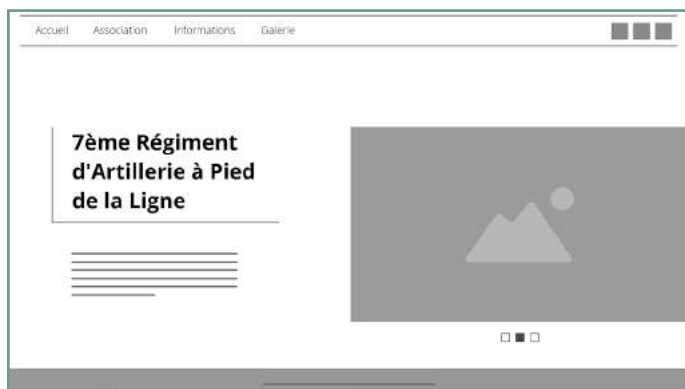 Accueil Association Informations Galerie
7ème Régiment
d'Artillerie à Pied
de la Ligne